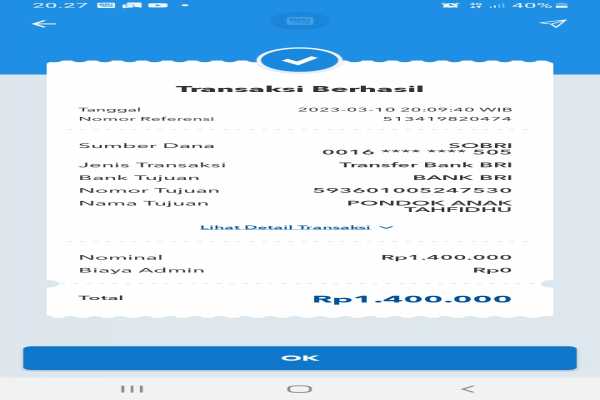 20.27 40%
Transaksi Berhasil
Tanggal 2023-03-10 20:09:40 WIB
Nomor Referensi 513419820474
Sumber Dana SOBRI
0016 **** **** 505
Jenis Transaksi Transfer Bank BRI
Bank Tujuan BANK BRI
Nomor Tujuan 593601005247530
Nama Tujuan PONDOK ANAK
TAHFIDHU
Lihat Detail Transaksi
Nominal Rp1.400.000
Biaya Admin Rp0
Total Rp1.400.000
OK